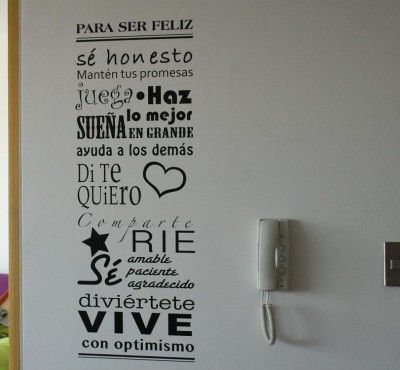 PARA SER FELIZ
sé honesto
Mantén tus promesas
juega • Haz
lo mejor
SUEÑA EN GRANDE
ayuda a los demás
Di Te
QUiERO
Comparte
RIE
Sé amable
paciente
agradecido
diviértete
VIVE
con optimismo